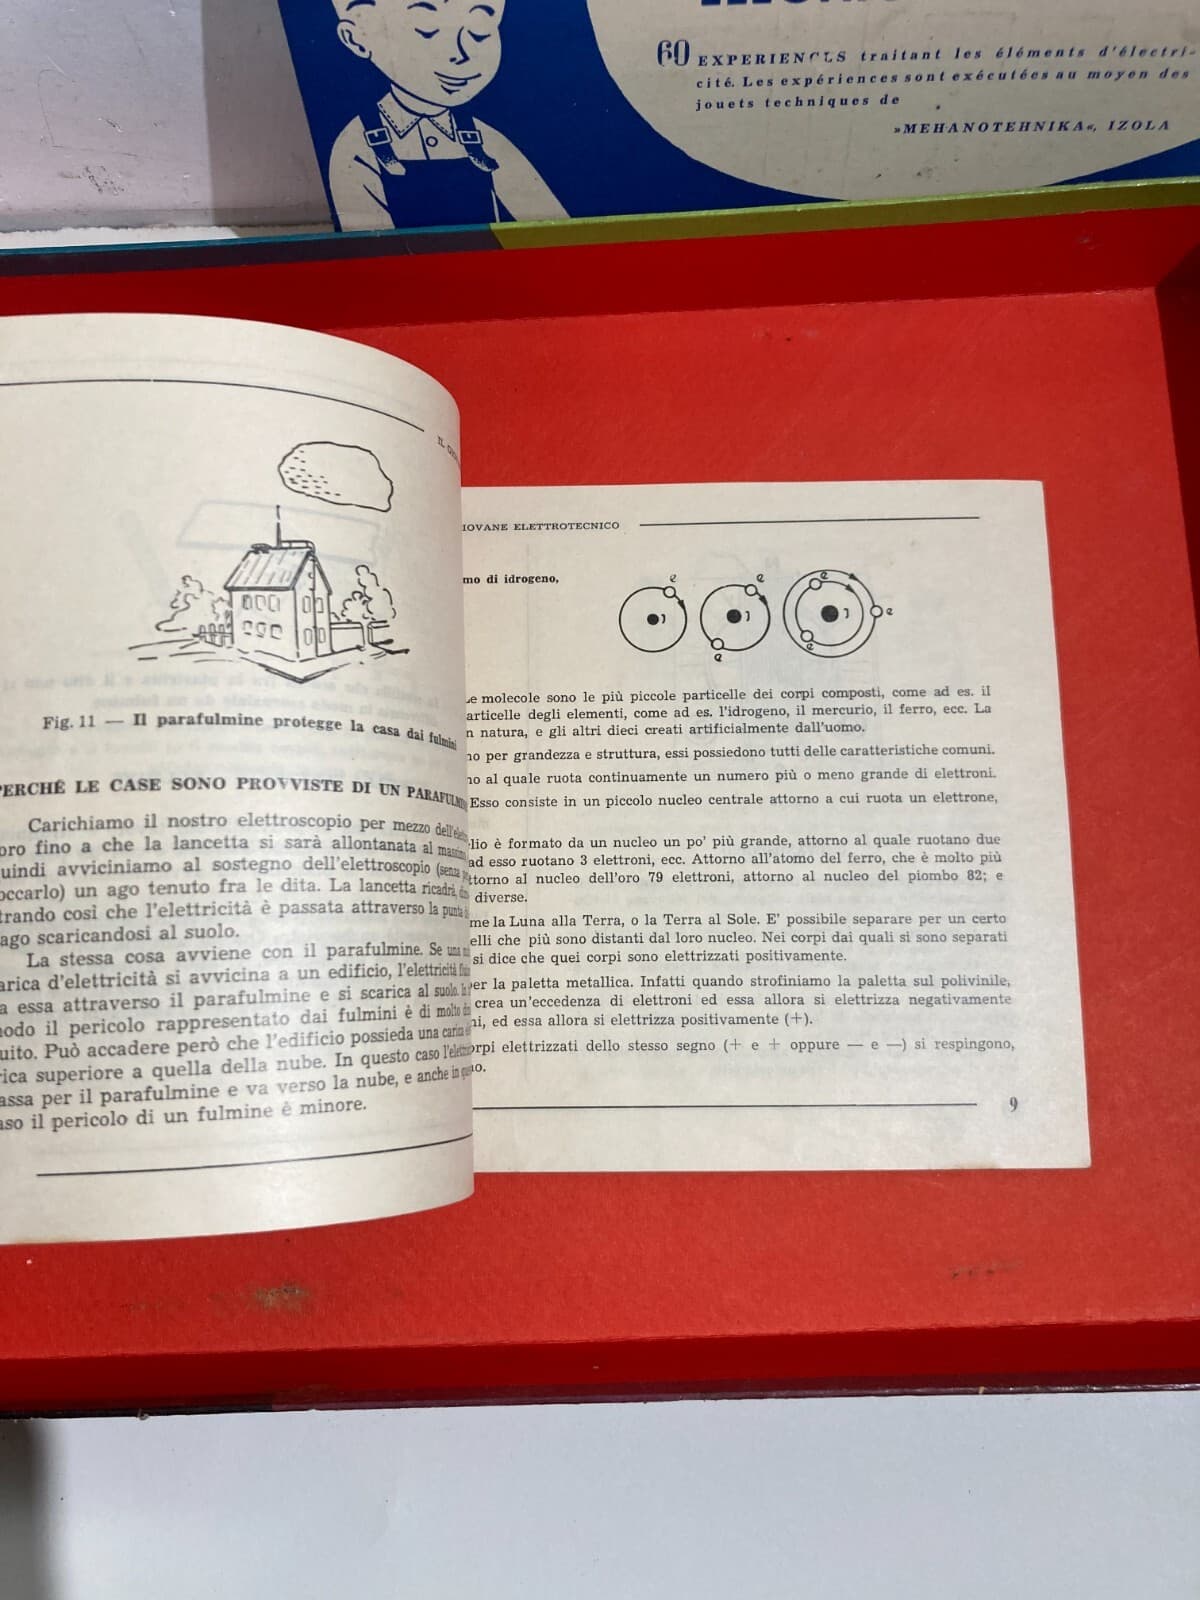 60 EXPERIENCES traitant les éléments d'électri-
cité. Les expériences sont exécutées au moyen des
jouets techniques de
»MEHANOTEHNIKA«, IZOLA
IL
Fig. 11 — Il parafulmine protegge la casa dai fulmini
PERCHÉ LE CASE SONO PROVVISTE DI UN
Carichiamo il nostro elettroscopio per mezzo
oro fino a che la lancetta si sarà allontanata al
uindi avviciniamo al sostegno dell'elettroscopio (senza
occarlo) un ago tenuto fra le dita. La lancetta ricadrà,
trando così che l'elettricità è passata attraverso la punta
ago scaricandosi al suolo.
La stessa cosa avviene con il parafulmine. Se una
arica d'elettricità si avvicina a un edificio, l'elettricità
a essa attraverso il parafulmine e si scarica al suolo. In
odo il pericolo rappresentato dai fulmini è di molto
uito. Può accadere però che l'edificio possieda una carica
rica superiore a quella della nube. In questo caso
assa per il parafulmine e va verso la nube, e anche in
aso il pericolo di un fulmine è minore.
IOVANE ELETTROTECNICO
mo di idrogeno,
e e e e e
e
Le molecole sono le più piccole particelle dei corpi composti, come ad es. il
articelle degli elementi, come ad es. l'idrogeno, il mercurio, il ferro, ecc. La
n natura, e gli altri dieci creati artificialmente dall'uomo.
no per grandezza e struttura, essi possiedono tutti delle caratteristiche comuni.
no al quale ruota continuamente un numero più o meno grande di elettroni.
Esso consiste in un piccolo nucleo centrale attorno a cui ruota un elettrone,
lio è formato da un nucleo un po' più grande, attorno al quale ruotano due
ad esso ruotano 3 elettroni, ecc. Attorno all'atomo del ferro, che è molto più
ttorno al nucleo dell'oro 79 elettroni, attorno al nucleo del piombo 82; e
diverse.
me la Luna alla Terra, o la Terra al Sole. E' possibile separare per un certo
elli che più sono distanti dal loro nucleo. Nei corpi dai quali si sono separati
si dice che quei corpi sono elettrizzati positivamente.
er la paletta metallica. Infatti quando strofiniamo la paletta sul polivinile,
crea un'eccedenza di elettroni ed essa allora si elettrizza negativamente
ni, ed essa allora si elettrizza positivamente (+).
orpi elettrizzati dello stesso segno (+ e + oppure — e —) si respingono,
no.
9